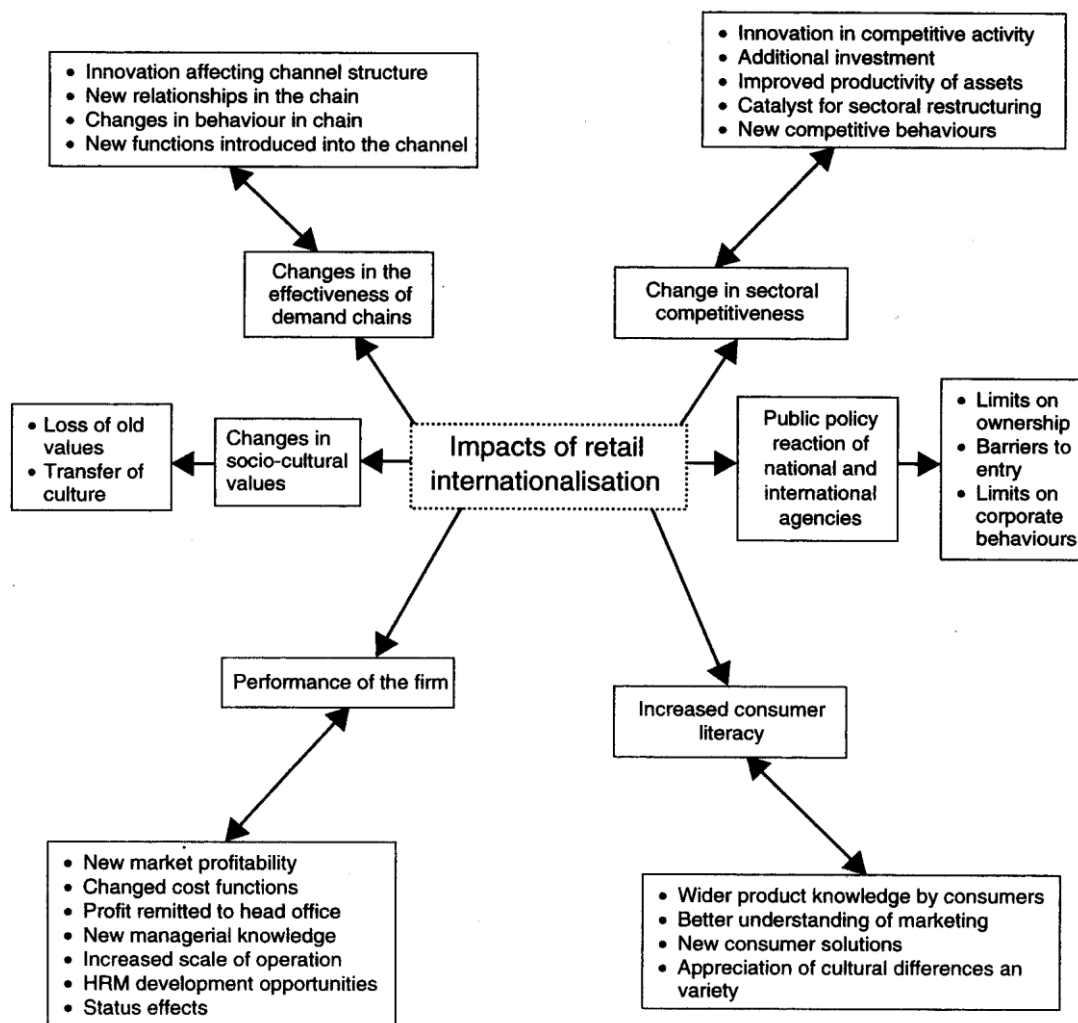 • Innovation affecting channel structure
• New relationships in the chain
• Changes in behaviour in chain
• New functions introduced into the channel
• Innovation in competitive activity
• Additional investment
• Improved productivity of assets
• Catalyst for sectoral restructuring
• New competitive behaviours
Changes in the
effectiveness of
demand chains
Change in sectoral
competitiveness
• Loss of old
values
• Transfer of
culture
Changes in
socio-cultural
values
Impacts of retail
internationalisation
Public policy
reaction of
national and
international
agencies
• Limits on
ownership
• Barriers to
entry
• Limits on
corporate
behaviours
Performance of the firm
Increased consumer
literacy
• New market profitability
• Changed cost functions
• Profit remitted to head office
• New managerial knowledge
• Increased scale of operation
• HRM development opportunities
• Status effects
• Wider product knowledge by consumers
• Better understanding of marketing
• New consumer solutions
• Appreciation of cultural differences an
variety